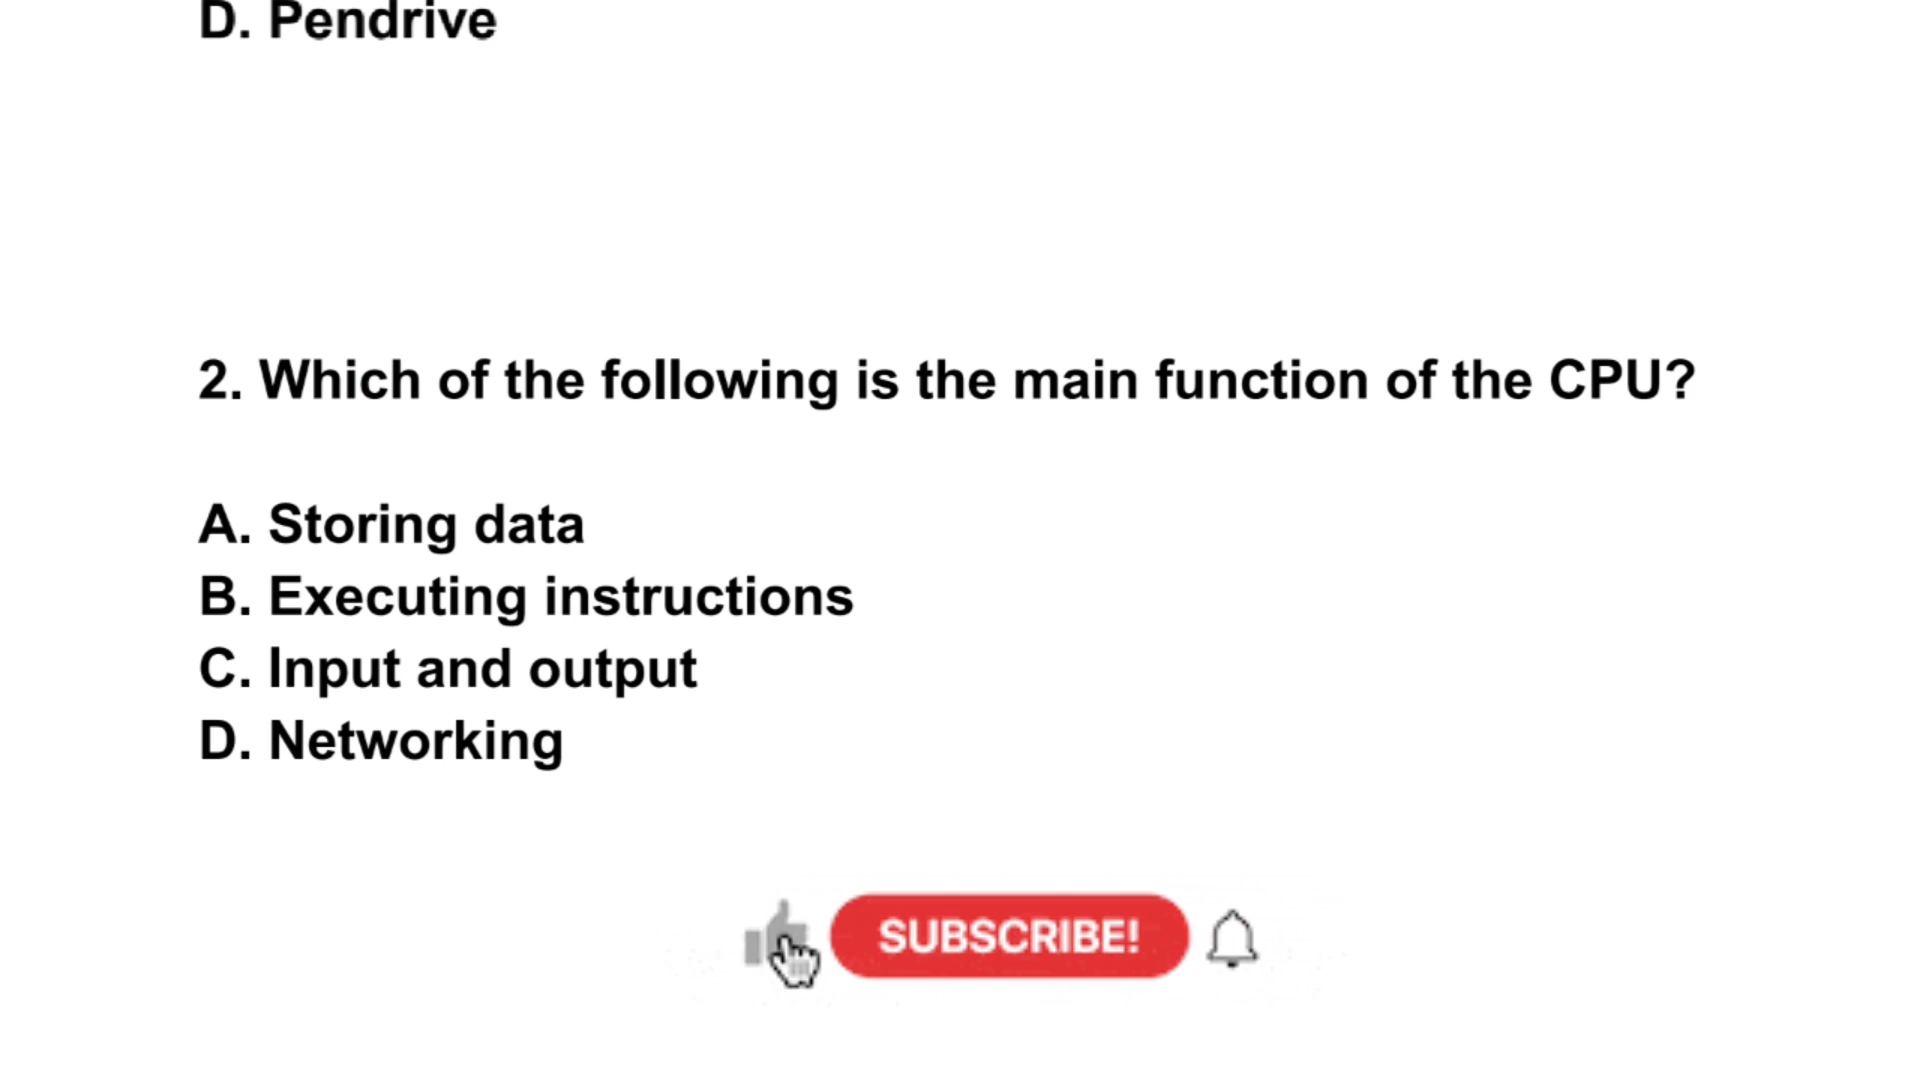 D. Pendrive
2. Which of the following is the main function of the CPU?
A. Storing data
B. Executing instructions
C. Input and output
D. Networking
SUBSCRIBE!